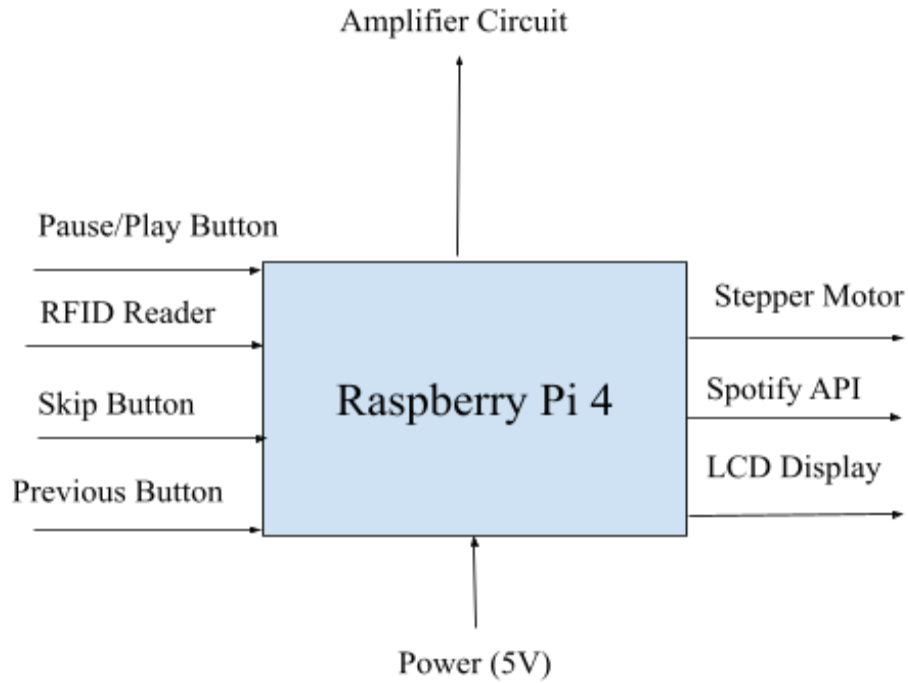 Amplifier Circuit
Pause/Play Button
RFID Reader
Skip Button
Previous Button
Raspberry Pi 4
Stepper Motor
Spotify API
LCD Display
Power (5V)